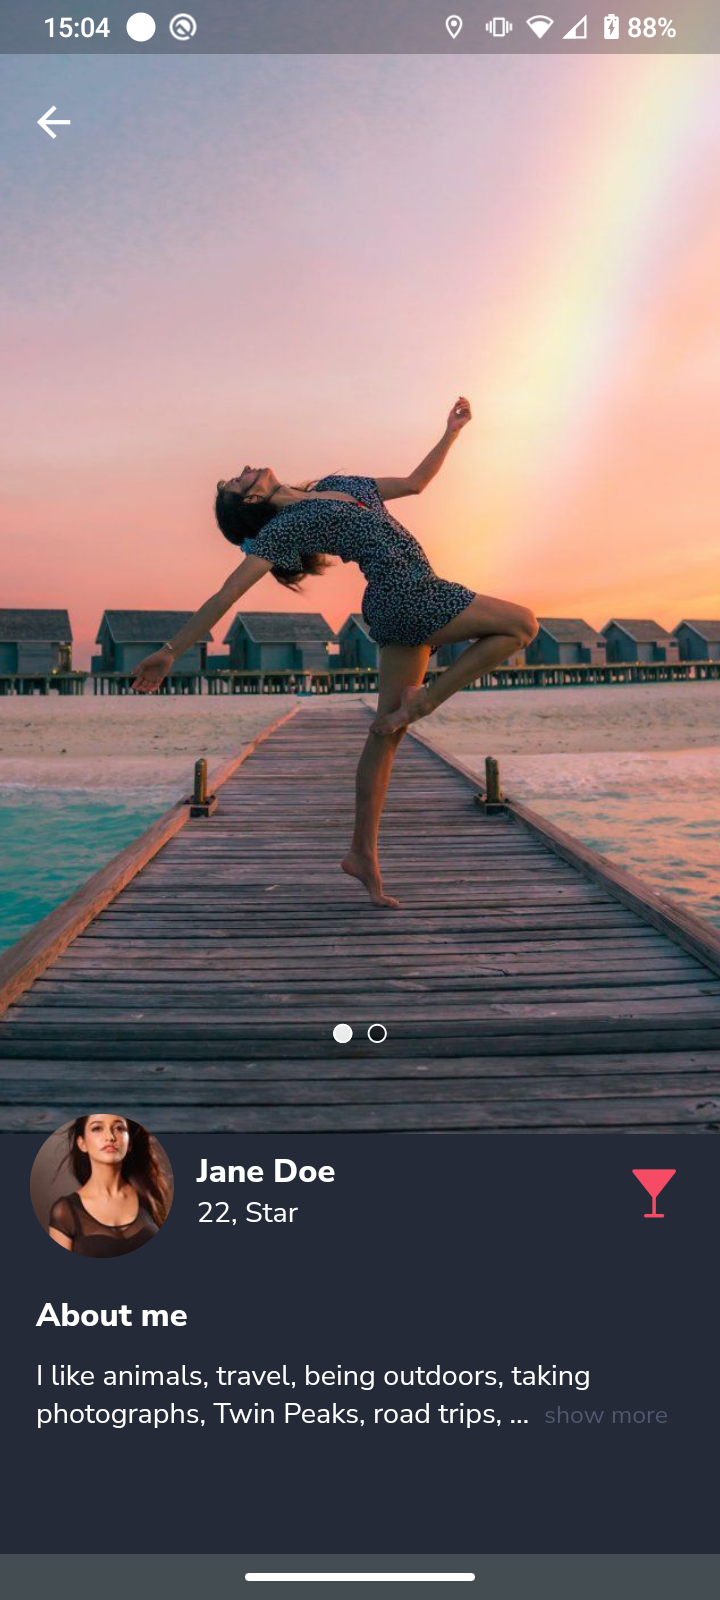 15:04
88%
Jane Doe
22, Star
About me
I like animals, travel, being outdoors, taking
photographs, Twin Peaks, road trips, ... show more